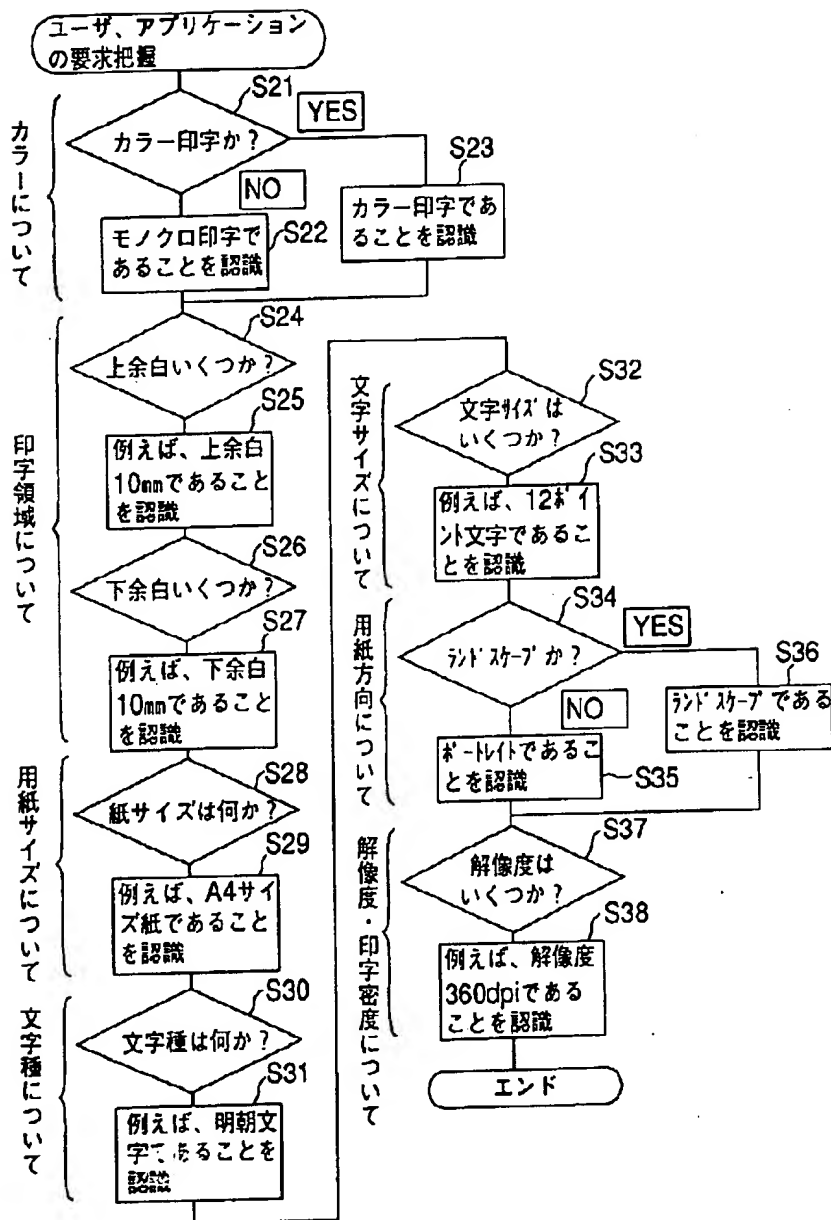 ユーザ、アプリケーション
の要求把握
カラーについて
S21
カラー印字か?
YES
NO
S22
モノクロ印字で
あることを認識
S23
カラー印字であ
ることを認識
印字領域について
S24
上余白いくつか?
S25
例えば、上余白
10mmであること
を認識
S26
下余白いくつか?
S27
例えば、下余白
10mmであること
を認識
用紙サイズについて
S28
紙サイズは何か?
S29
例えば、A4サイ
ズ紙であること
を認識
文字種について
S30
文字種は何か?
S31
例えば、明朝文
字であることを
認識
文字サイズについて
S32
文字サイズは
いくつか?
S33
例えば、12ポイ
ント文字であるこ
とを認識
用紙方向について
S34
ランドスケープか?
YES
NO
S35
ポートレイトであるこ
とを認識
S36
ランドスケープである
ことを認識
解像度・印字密度について
S37
解像度は
いくつか?
S38
例えば、解像度
360dpiである
ことを認識
エンド